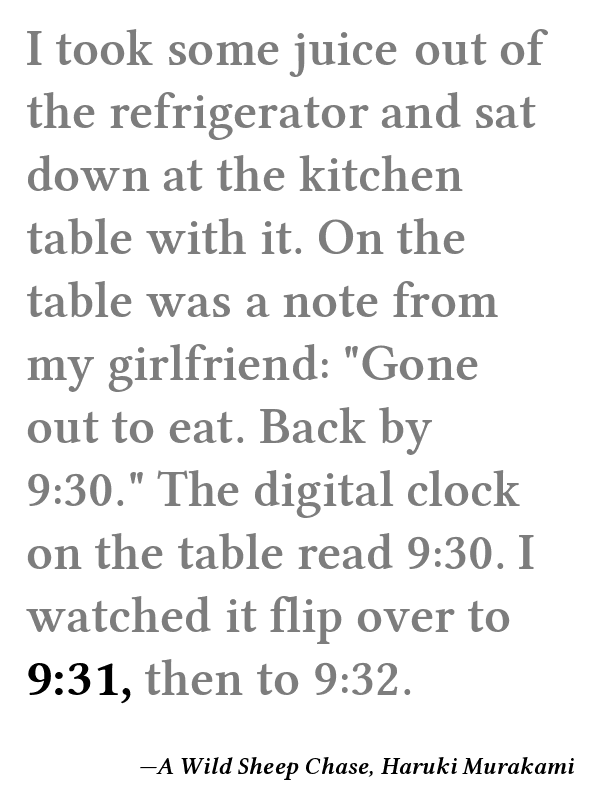 I took some juice out of
the refrigerator and sat
down at the kitchen
table with it. On the
table was a note from
my girlfriend: "Gone
out to eat. Back by
9:30." The digital clock
on the table read 9:30. I
watched it flip over to
9:31, then to 9:32.
—A Wild Sheep Chase, Haruki Murakami